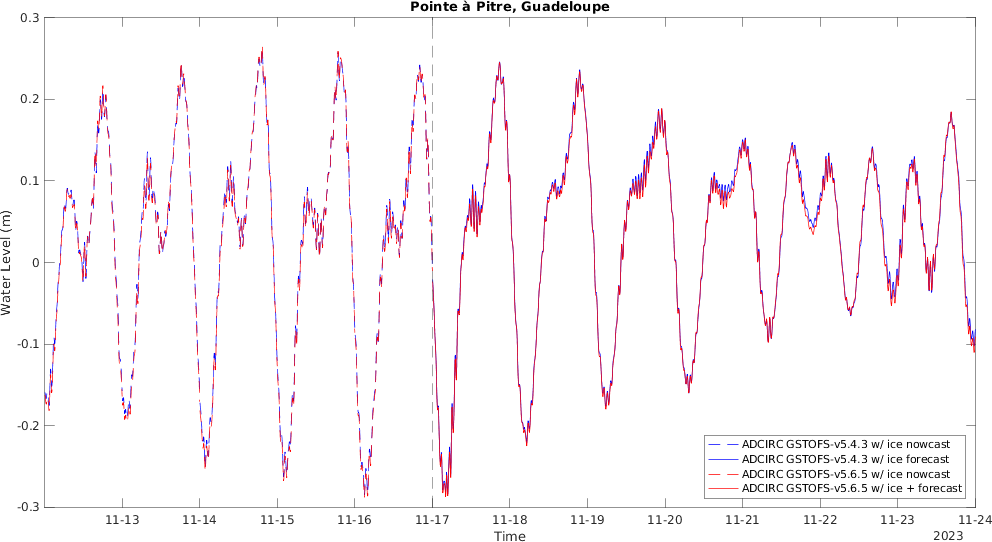 Pointe à Pitre, Guadeloupe
0.3
0.2
0.1
0
-0.1
-0.2
-0.3
Water Level (m)
ADCIRC GSTOFS-v5.4.3 w/ ice nowcast
ADCIRC GSTOFS-v5.4.3 w/ ice forecast
ADCIRC GSTOFS-v5.6.5 w/ ice nowcast
ADCIRC GSTOFS-v5.6.5 w/ ice + forecast
11-13 11-14 11-15 11-16 11-17 11-18 11-19 11-20 11-21 11-22 11-23 11-24
Time
2023